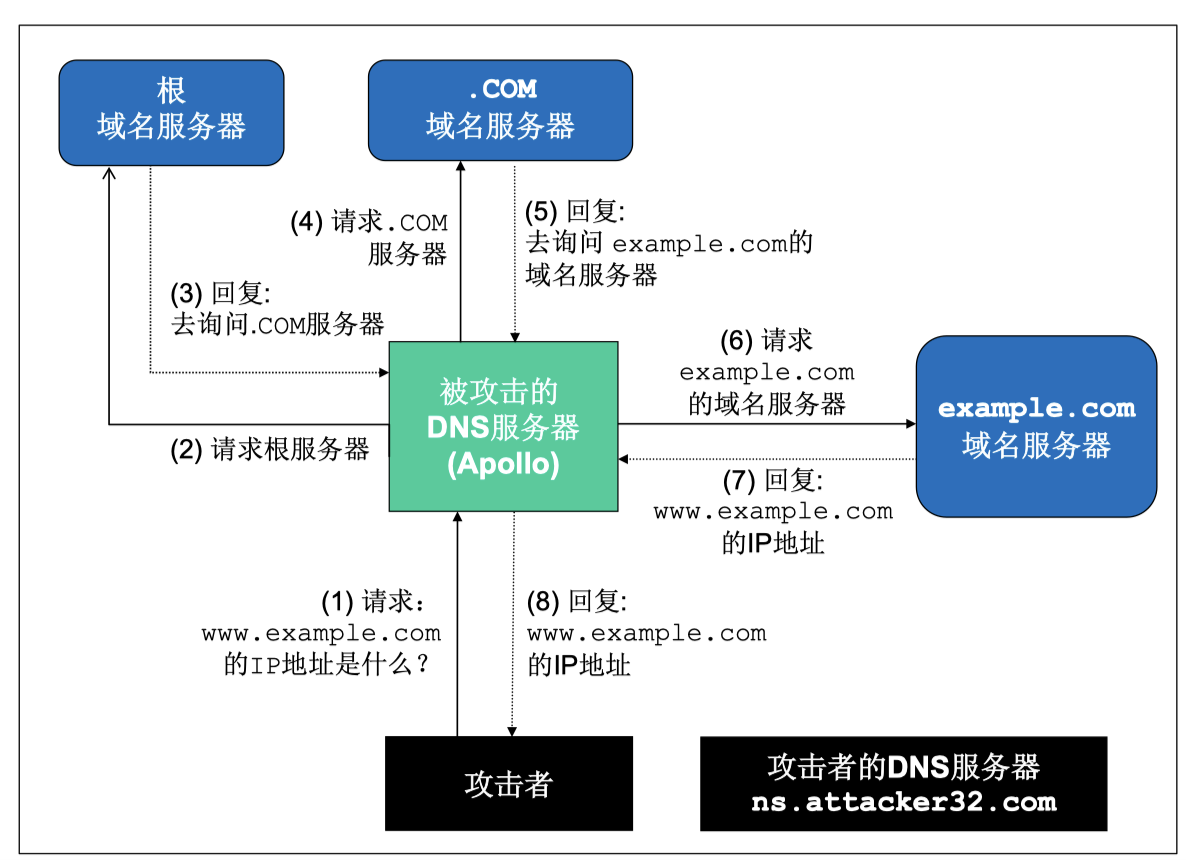 根
域名服务器
.COM
域名服务器
(4) 请求.COM
服务器
(5) 回复:
去询问 example.com的
域名服务器
(3) 回复:
去询问.COM服务器
(6) 请求
example.com
的域名服务器
被攻击的
DNS服务器
(Apollo)
example.com
域名服务器
(2) 请求根服务器
(7) 回复:
www.example.com
的IP地址
(1) 请求：
www.example.com
的IP地址是什么？
(8) 回复:
www.example.com
的IP地址
攻击者
攻击者的DNS服务器
ns.attacker32.com